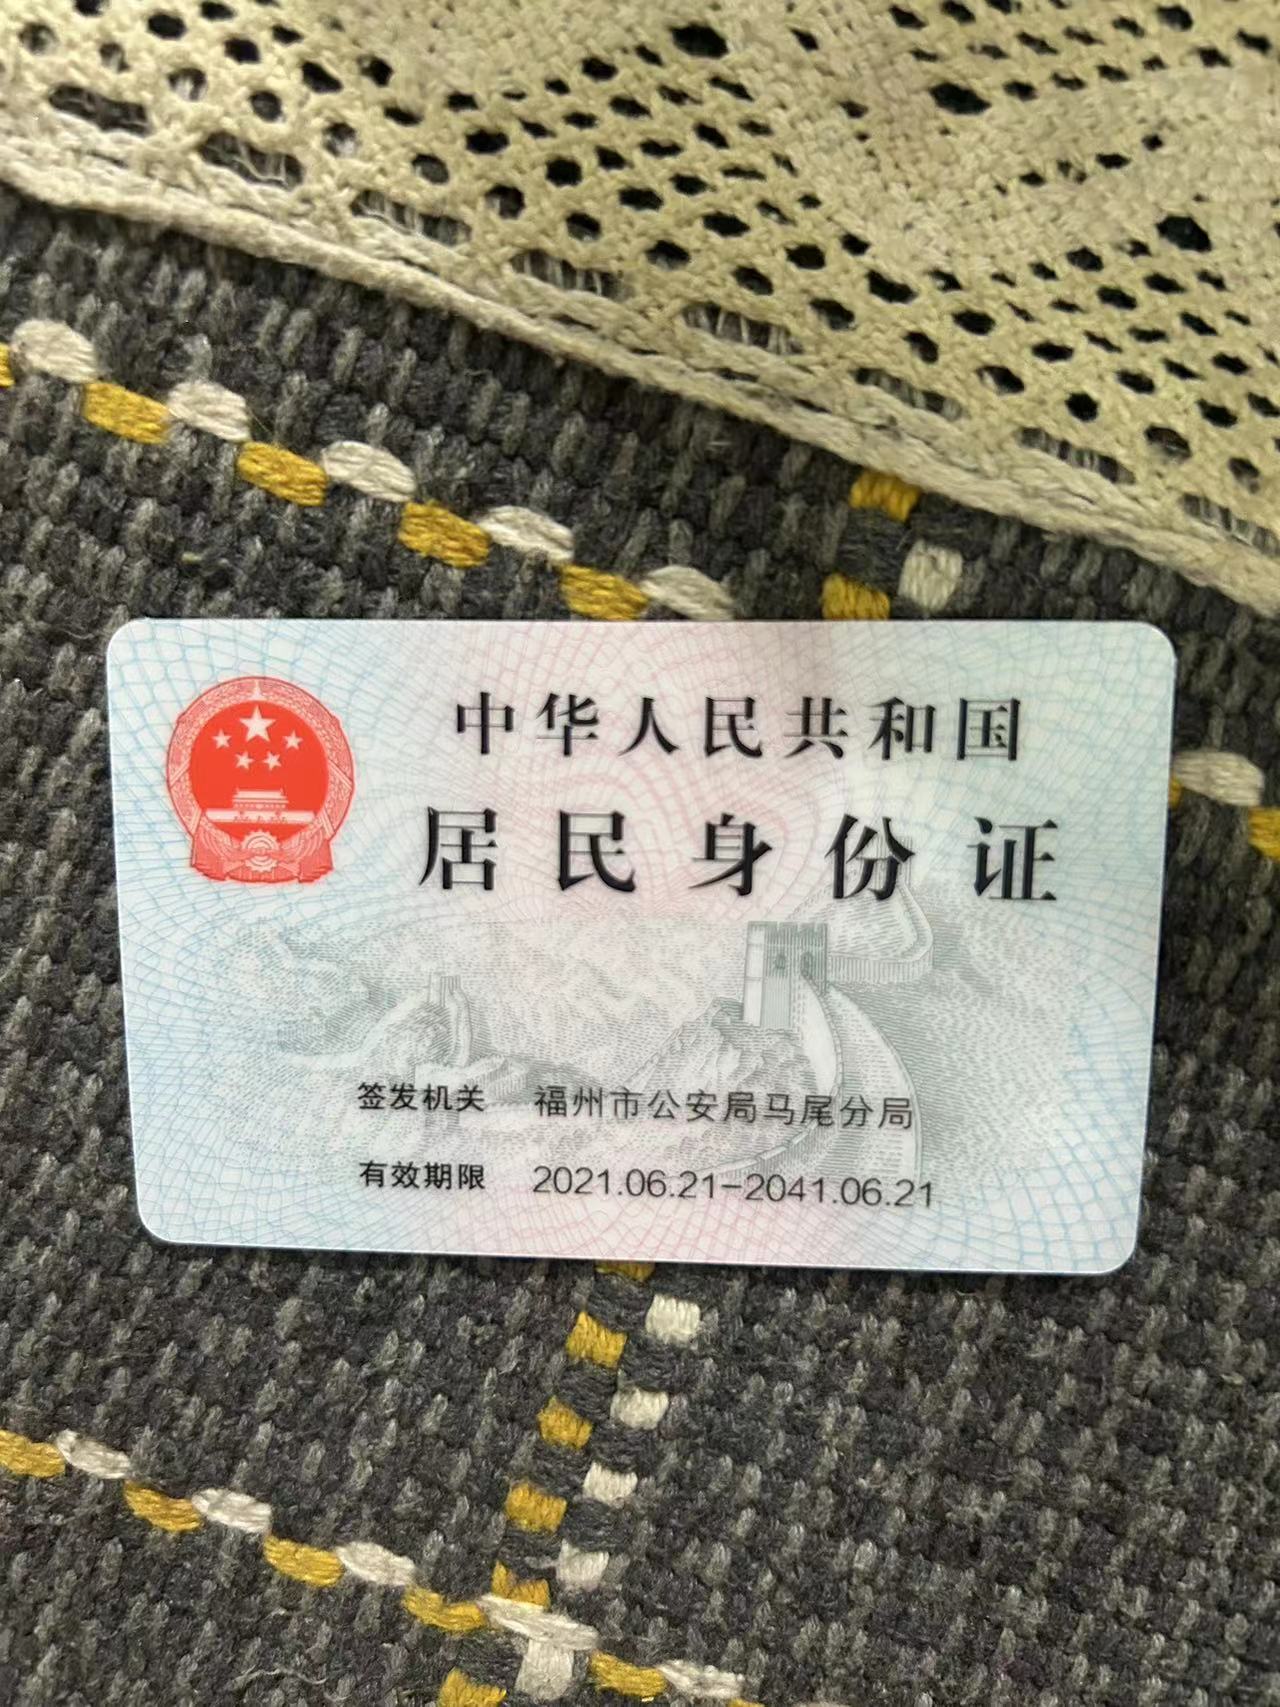 中华人民共和国
居民身份证
签发机关 福州市公安局马尾分局
有效期限 2021.06.21-2041.06.21